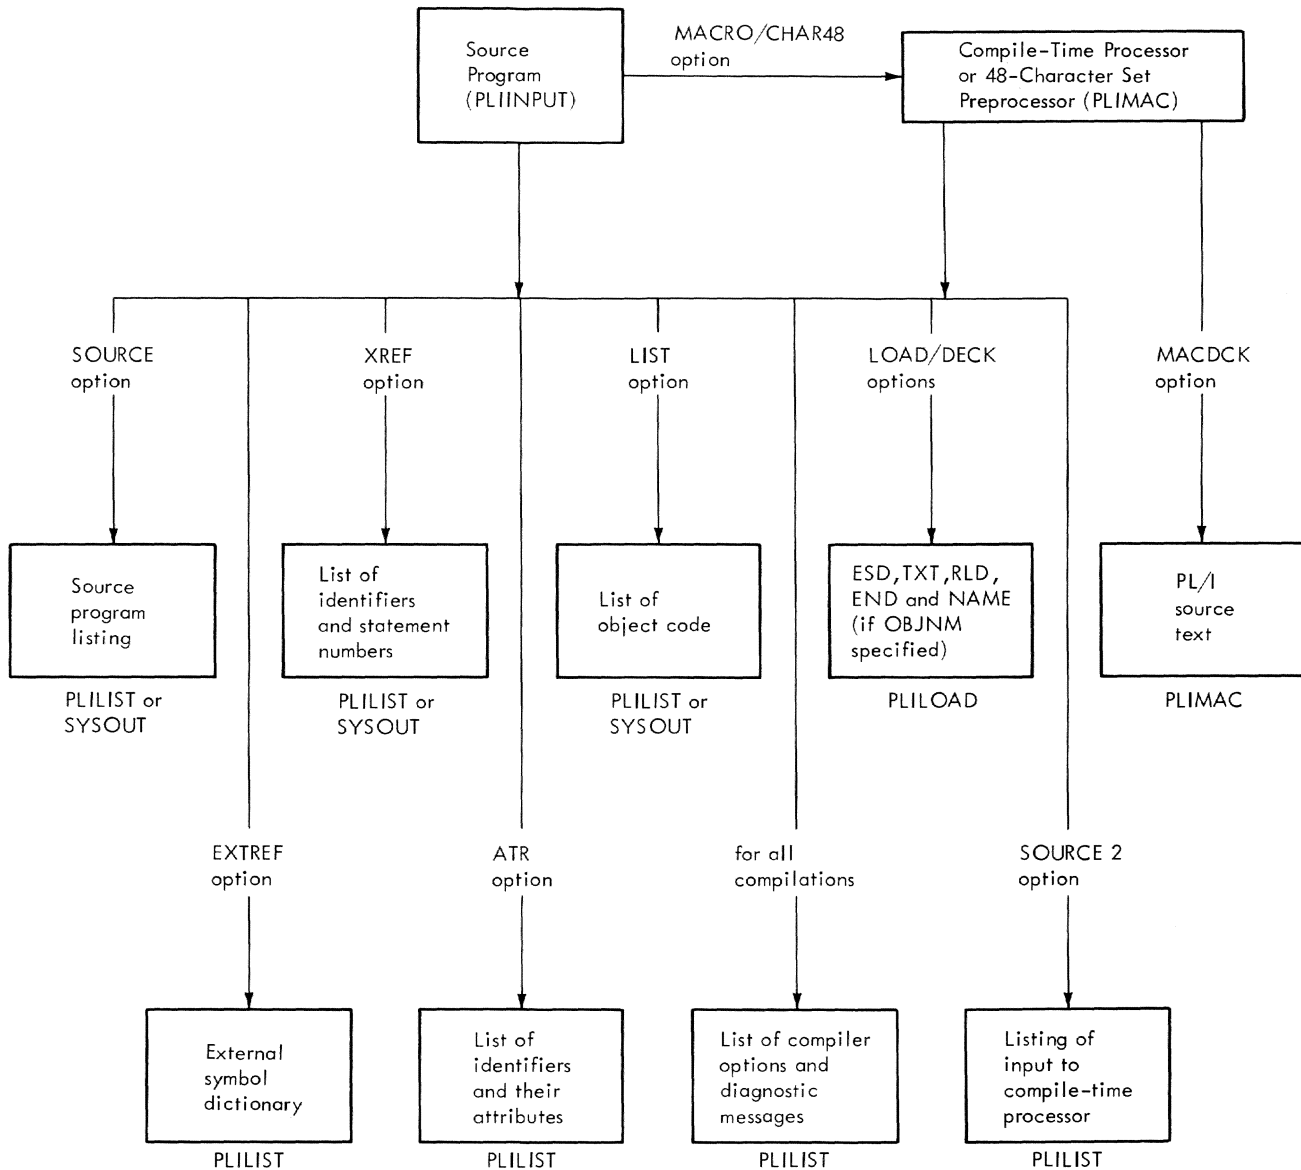 Source
Program
(PLIINPUT)
MACRO/CHAR48
option
Compile-Time Processor
or 48-Character Set
Preprocessor (PLIMAC)
SOURCE
option
XREF
option
LIST
option
LOAD/DECK
options
MACDCK
option
Source
program
listing
List of
identifiers
and statement
numbers
List of
object code
ESD,TXT,RLD,
END and NAME
(if OBJNM
specified)
PL/I
source
text
PLILIST or
SYSOUT
PLILIST or
SYSOUT
PLILIST or
SYSOUT
PLILOAD
PLIMAC
EXTREF
option
ATR
option
for all
compilations
SOURCE 2
option
External
symbol
dictionary
List of
identifiers
and their
attributes
List of compiler
options and
diagnostic
messages
Listing of
input to
compile-time
processor
PLILIST
PLILIST
PLILIST
PLILIST